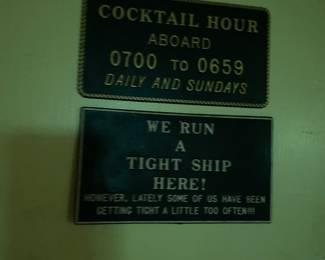 COCKTAIL HOUR
ABOARD
0700 TO 0659
DAILY AND SUNDAYS
WE RUN
A
TIGHT SHIP
HERE!
HOWEVER, LATELY SOME OF US HAVE BEEN
GETTING TIGHT A LITTLE TOO OFTEN!!!